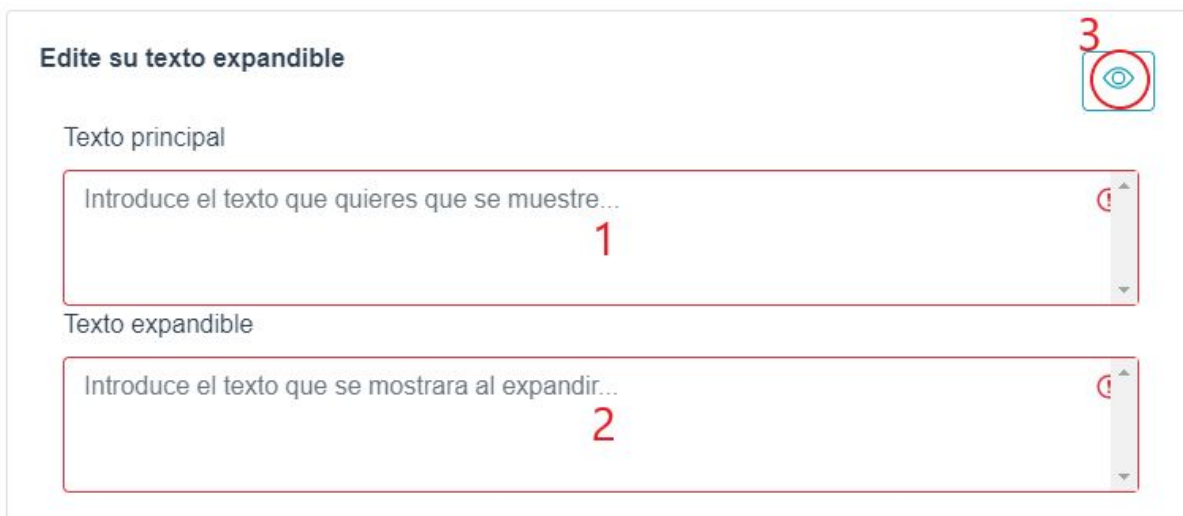 3
Edite su texto expandible
Texto principal
Introduce el texto que quieres que se muestre...
1
Texto expandible
Introduce el texto que se mostrara al expandir...
2